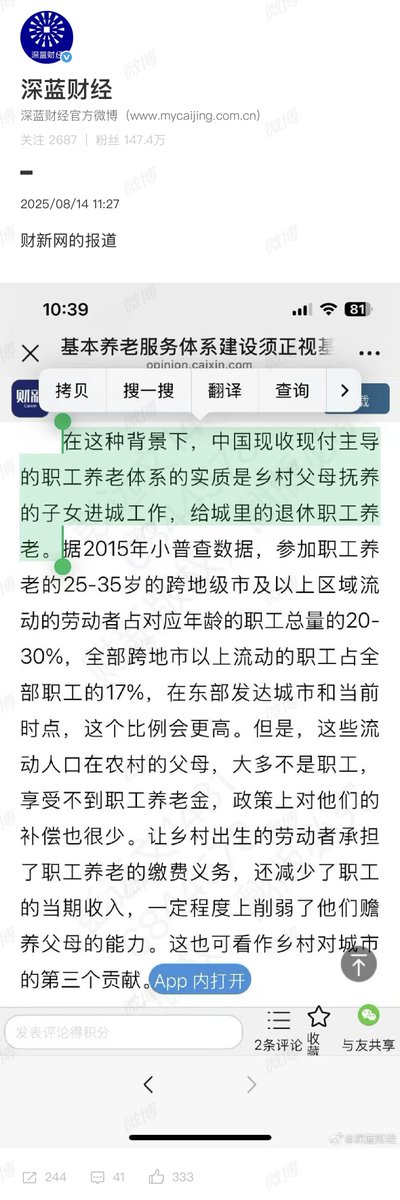 深蓝财经
深蓝财经
深蓝财经官方微博（www.mycaijing.com.cn）
关注 2687 | 粉丝 147.4万
2025/08/14 11:27
财新网的报道
10:39
81
基本养老服务体系建设须正视基
opinion.caixin.com
财新
拷贝
搜一搜
翻译
查询
在这种背景下，中国现收现付主导
的职工养老体系的实质是乡村父母抚养
的子女进城工作，给城里的退休职工养
老。据2015年小普查数据，参加职工养
老的25-35岁的跨地级市及以上区域流
动的劳动者占对应年龄的职工总量的20-
30%，全部跨地市以上流动的职工占全
部职工的17%，在东部发达城市和当前
时点，这个比例会更高。但是，这些流
动人口在农村的父母，大多不是职工，
享受不到职工养老金，政策上对他们的
补偿也很少。让乡村出生的劳动者承担
了职工养老的缴费义务，还减少了职工
的当期收入，一定程度上削弱了他们赡
养父母的能力。这也可看作乡村对城市
的第三个贡献。
App 内打开
发表评论得积分
2条评论
收藏
与友共享
@深蓝财经
244
41
333
微博